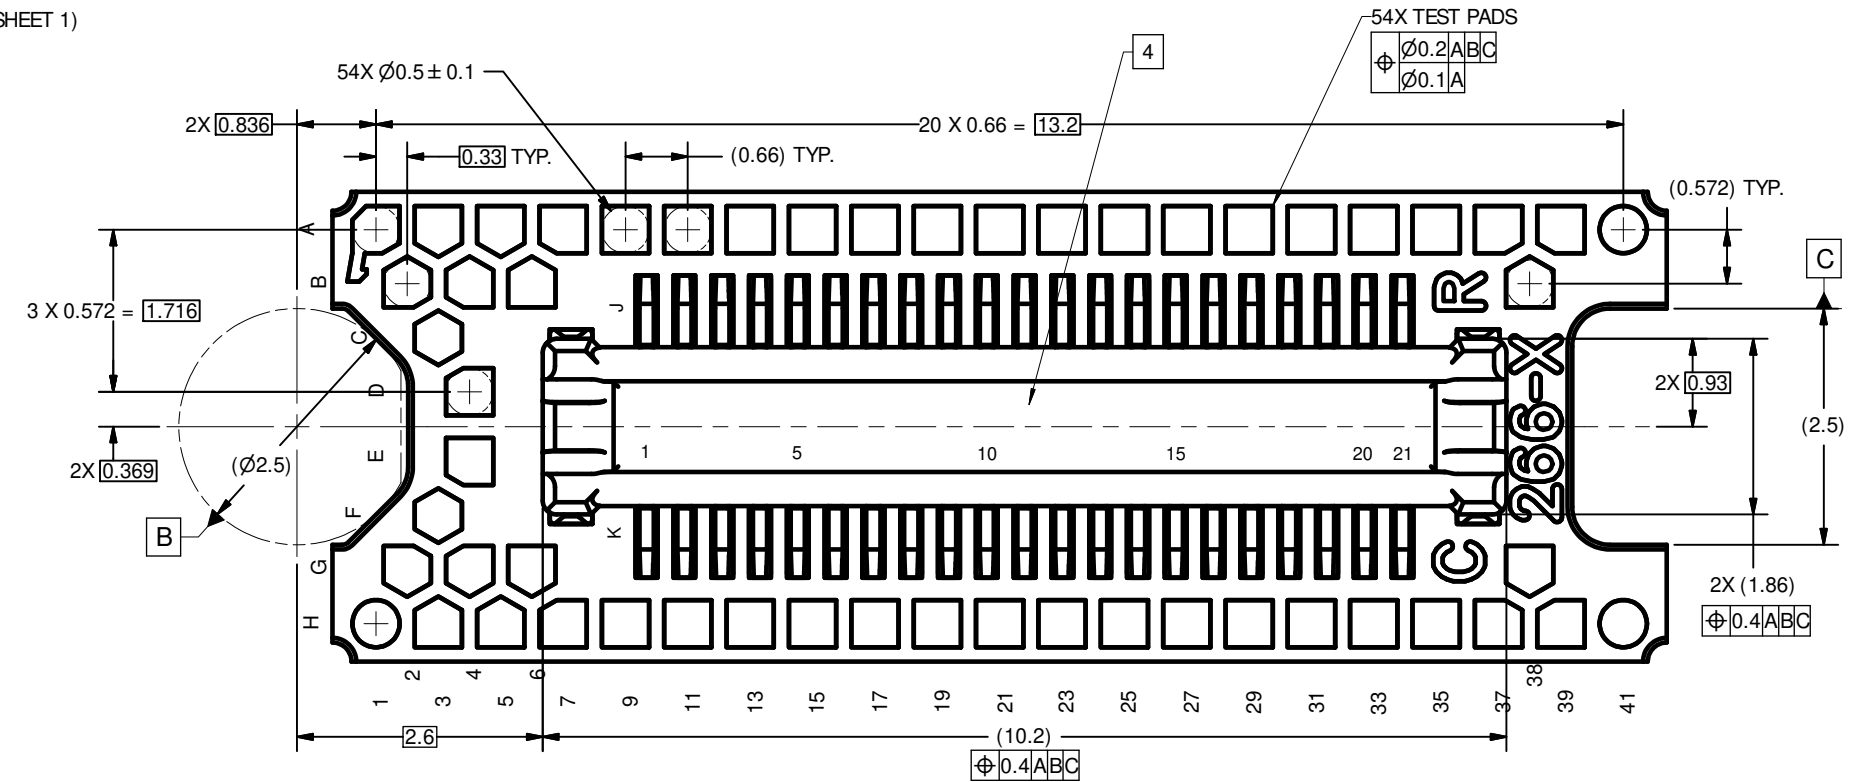 SHEET 1)
54X TEST PADS
Ø0.2 A B C
Ø0.1 A
4
54X Ø0.5 ± 0.1
2X 0.836
20 X 0.66 = 13.2
0.33 TYP.
(0.66) TYP.
(0.572) TYP.
A
B
C
D
E
F
G
H
J
K
1
R
C
266-X
C
3 X 0.572 = 1.716
2X 0.93
(2.5)
2X 0.369
(Ø2.5)
B
1 5 10 15 20 21
2X (1.86)
0.4 A B C
1 2 3 4 5 6 7 9 11 13 15 17 19 21 23 25 27 29 31 33 35 37 38 39 41
2.6
(10.2)
0.4 A B C